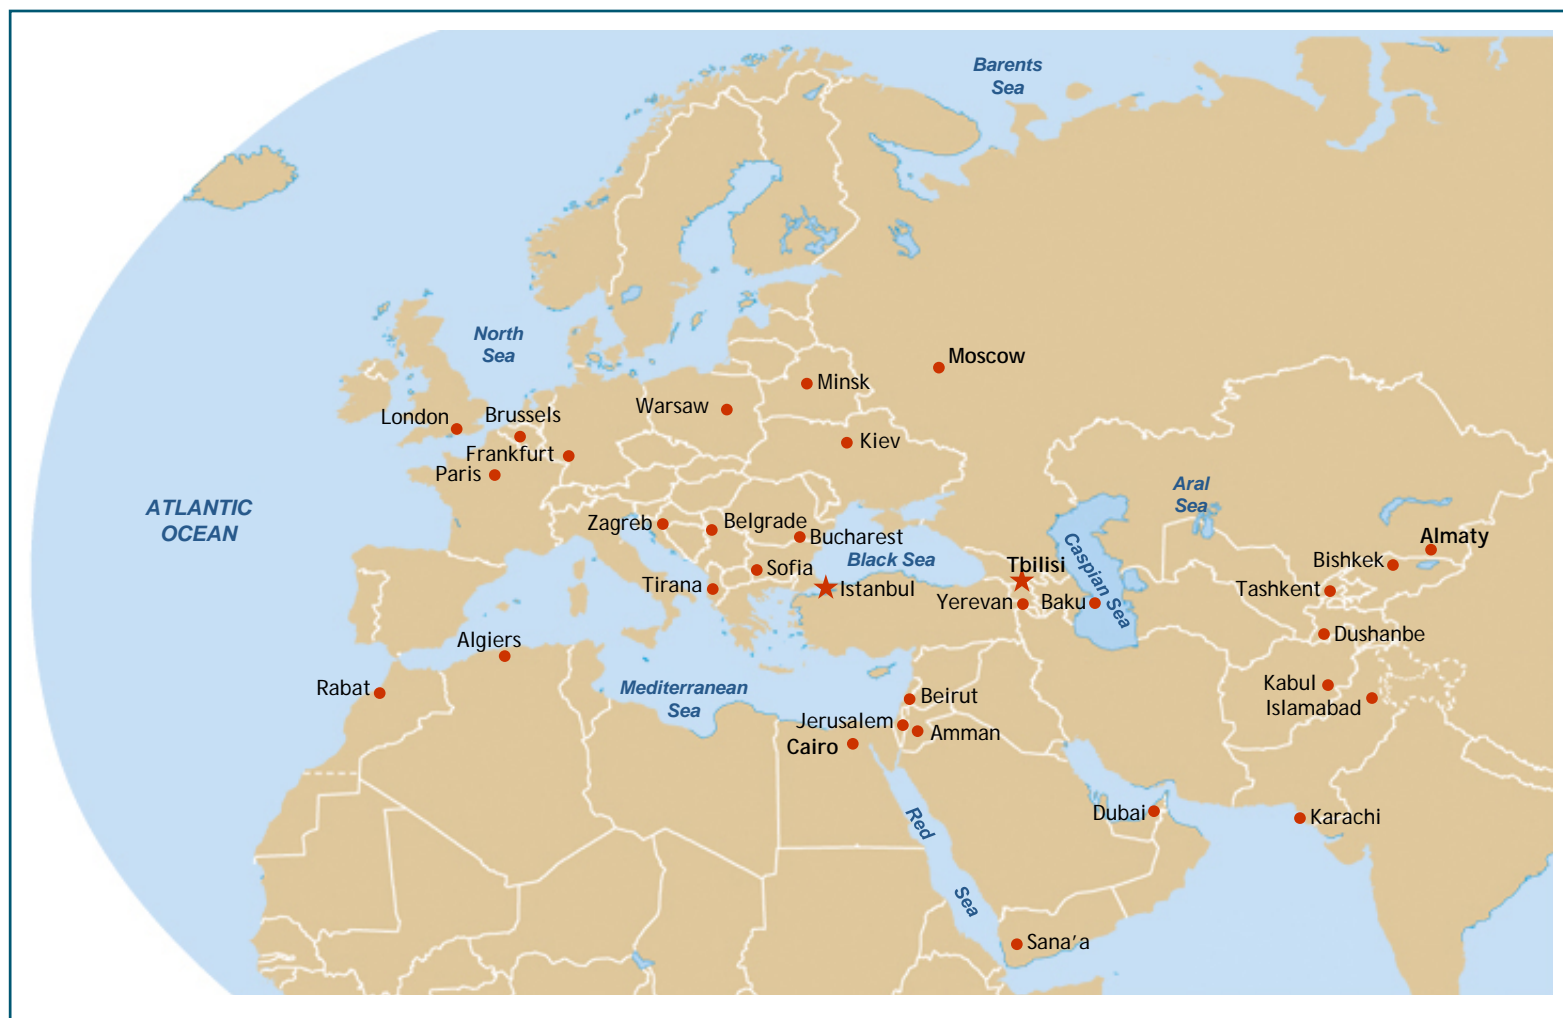 Barents
Sea
North
Sea
Moscow
Minsk
Warsaw
London
Brussels
Kiev
Frankfurt
Paris
Aral
Sea
ATLANTIC
OCEAN
Zagreb
Belgrade
Bucharest
Almaty
Black Sea
Caspian Sea
Tbilisi
Bishkek
Sofia
Tirana
Istanbul
Tashkent
Yerevan
Baku
Dushanbe
Algiers
Rabat
Mediterranean
Sea
Kabul
Beirut
Islamabad
Jerusalem
Amman
Cairo
Dubai
Karachi
Red
Sea
Sana’a